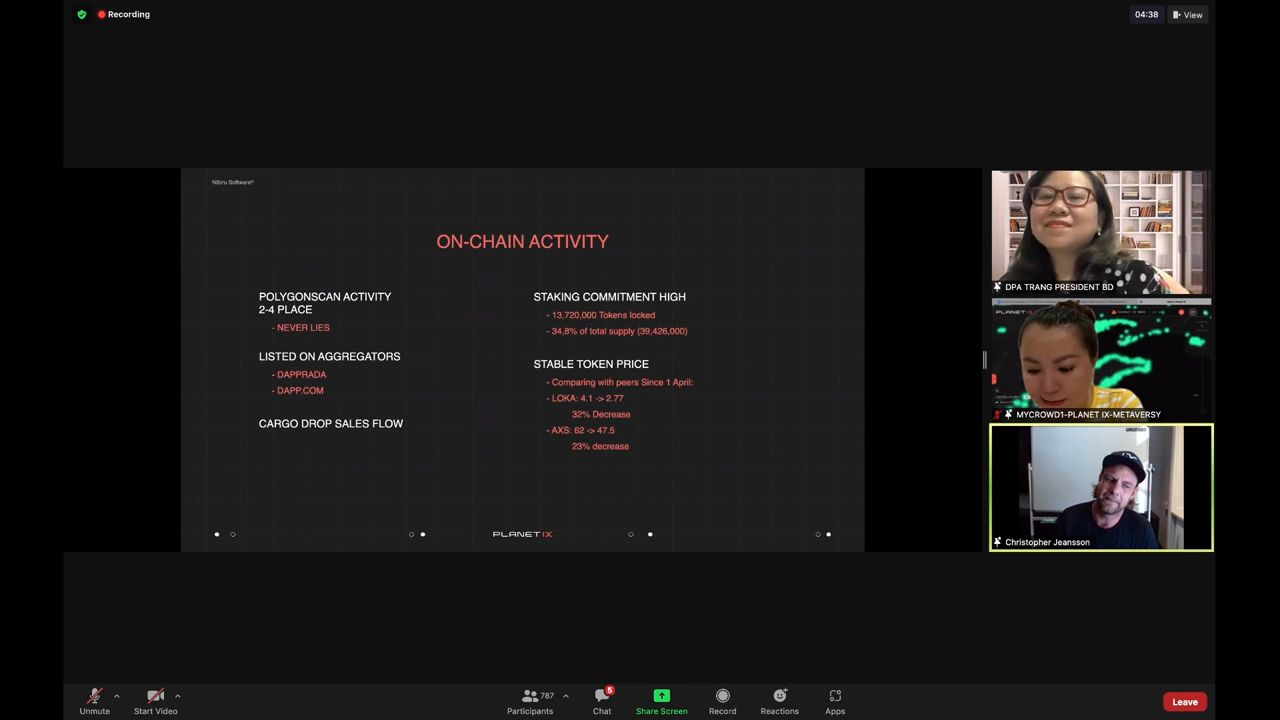 Recording
04:38
View
Nibiru Software®
ON-CHAIN ACTIVITY
POLYGONSCAN ACTIVITY
2-4 PLACE
- NEVER LIES
LISTED ON AGGREGATORS
- DAPPRADA
- DAPP.COM
CARGO DROP SALES FLOW
STAKING COMMITMENT HIGH
- 13,720,000 Tokens locked
- 34,8% of total supply (39,426,000)
STABLE TOKEN PRICE
- Comparing with peers Since 1 April:
- LOKA: 4.1 -> 2.77
32% Decrease
- AXS: 62 -> 47.5
23% decrease
PLANET IX
DPA TRANG PRESIDENT BD
PLANET IX
MYCROWD1-PLANET IX-METAVERSY
Christopher Jeansson
Unmute
Start Video
787
Participants
5
Chat
Share Screen
Record
Reactions
Apps
Leave